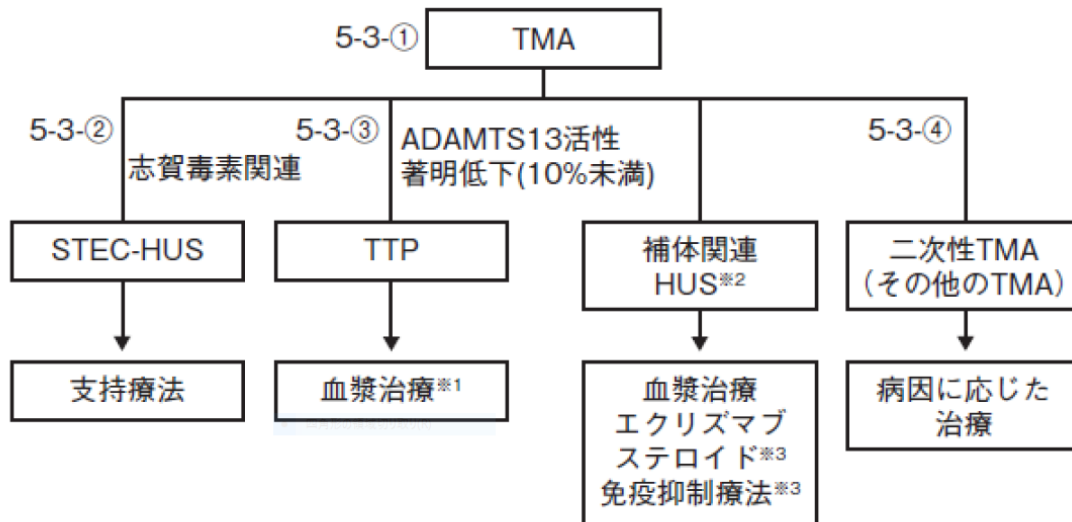 5-3-①
TMA
5-3-②
志賀毒素関連
5-3-③
ADAMTS13活性
著明低下(10%未満)
5-3-④
STEC-HUS
TTP
補体関連
HUS※2
二次性TMA
(その他のTMA)
支持療法
血漿治療※1
血漿治療
エクリズマブ
ステロイド※3
免疫抑制療法※3
病因に応じた
治療